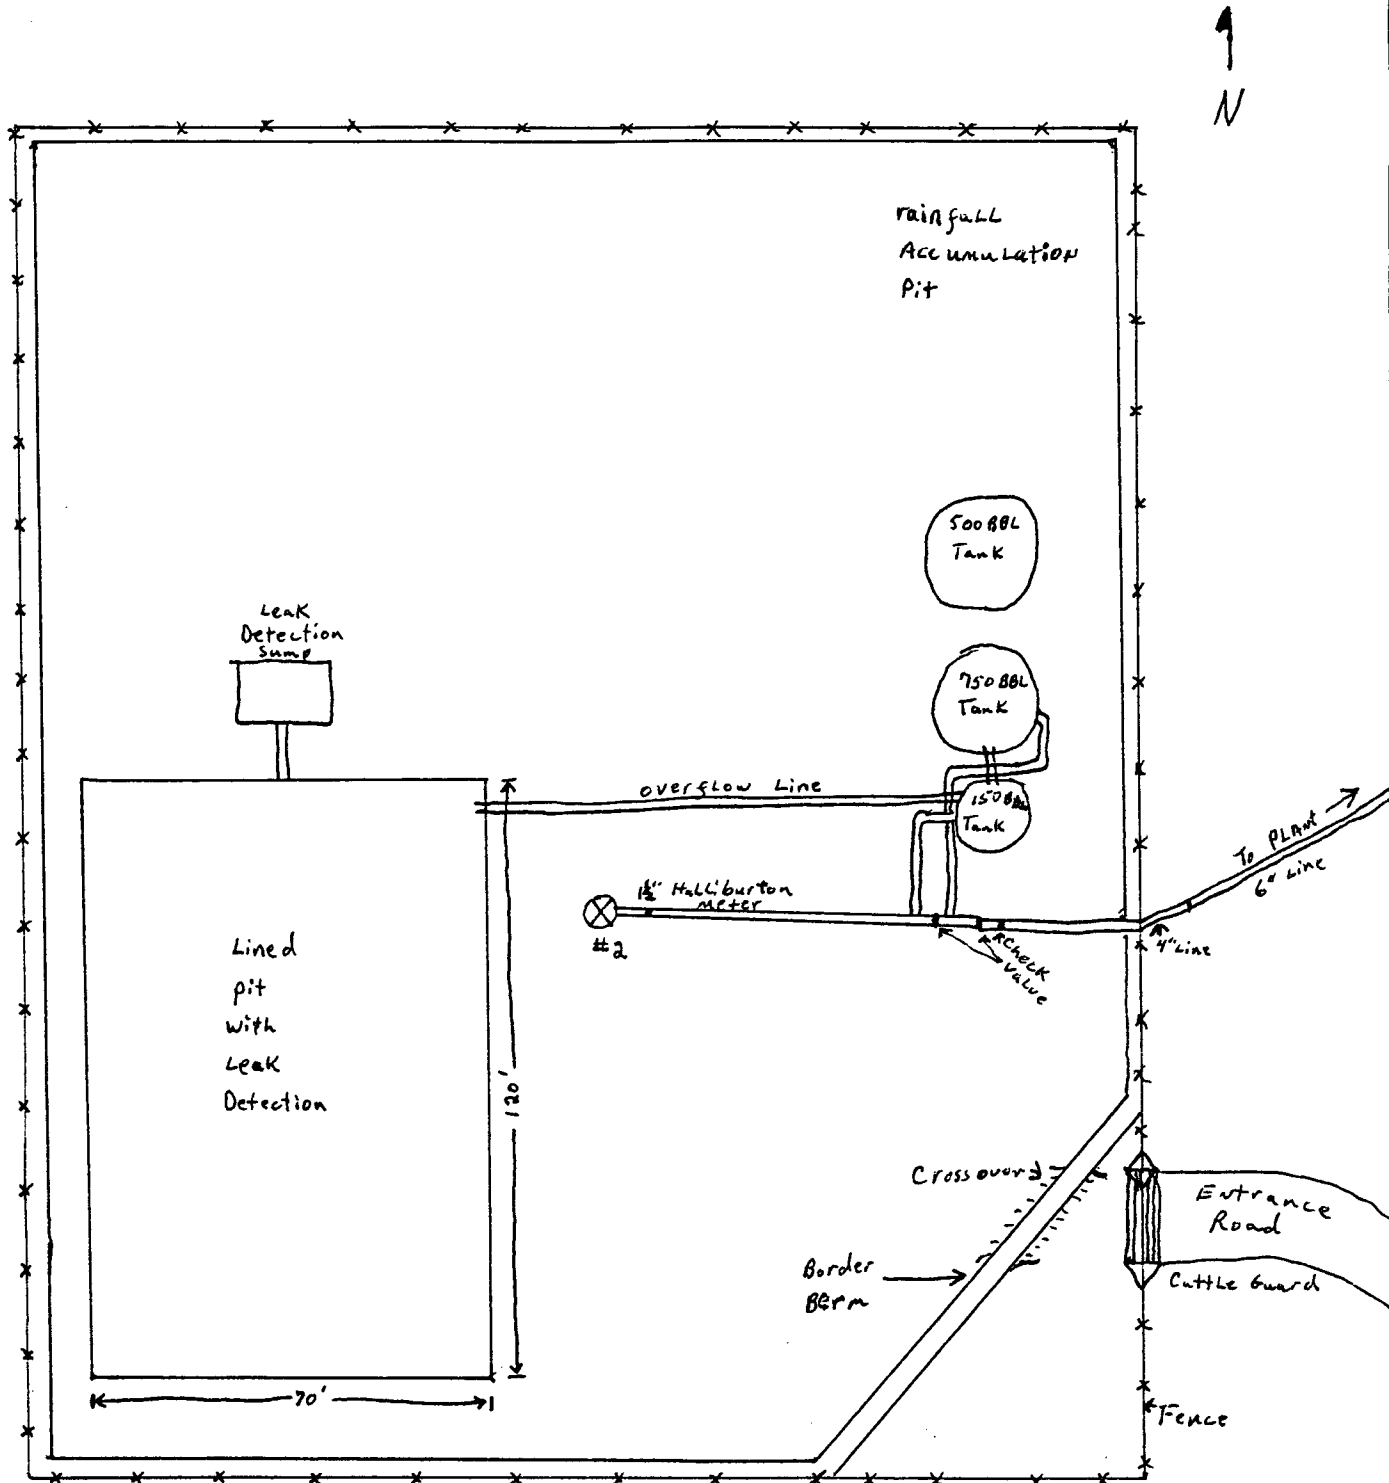 N
rainfall
Accumulation
Pit
500 BBL
Tank
Leak
Detection
Sump
750 BBL
Tank
overflow Line
150 BBL
Tank
To PLANT
6" Line
1½" Halliburton
meter
#2
4" Line
check
valve
Lined
pit
with
Leak
Detection
120'
Crossover
Entrance
Road
Border
Berm
Cattle Guard
70'
Fence